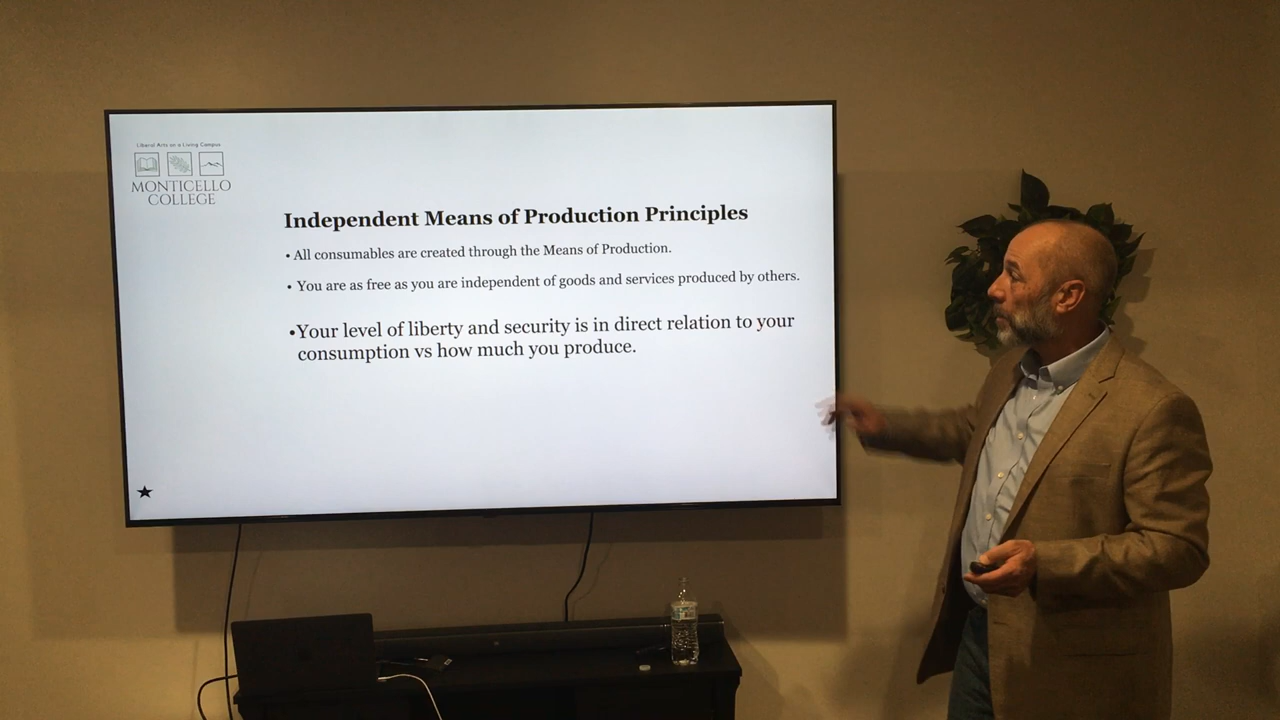 Liberal Arts on a Living Campus
MONTICELLO
COLLEGE
Independent Means of Production Principles
• All consumables are created through the Means of Production.
• You are as free as you are independent of goods and services produced by others.
•Your level of liberty and security is in direct relation to your
consumption vs how much you produce.